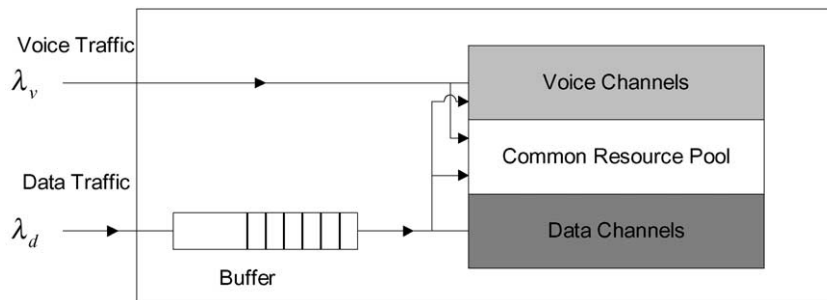 Voice Traffic
λv
Voice Channels
Common Resource Pool
Data Traffic
λd
Data Channels
Buffer